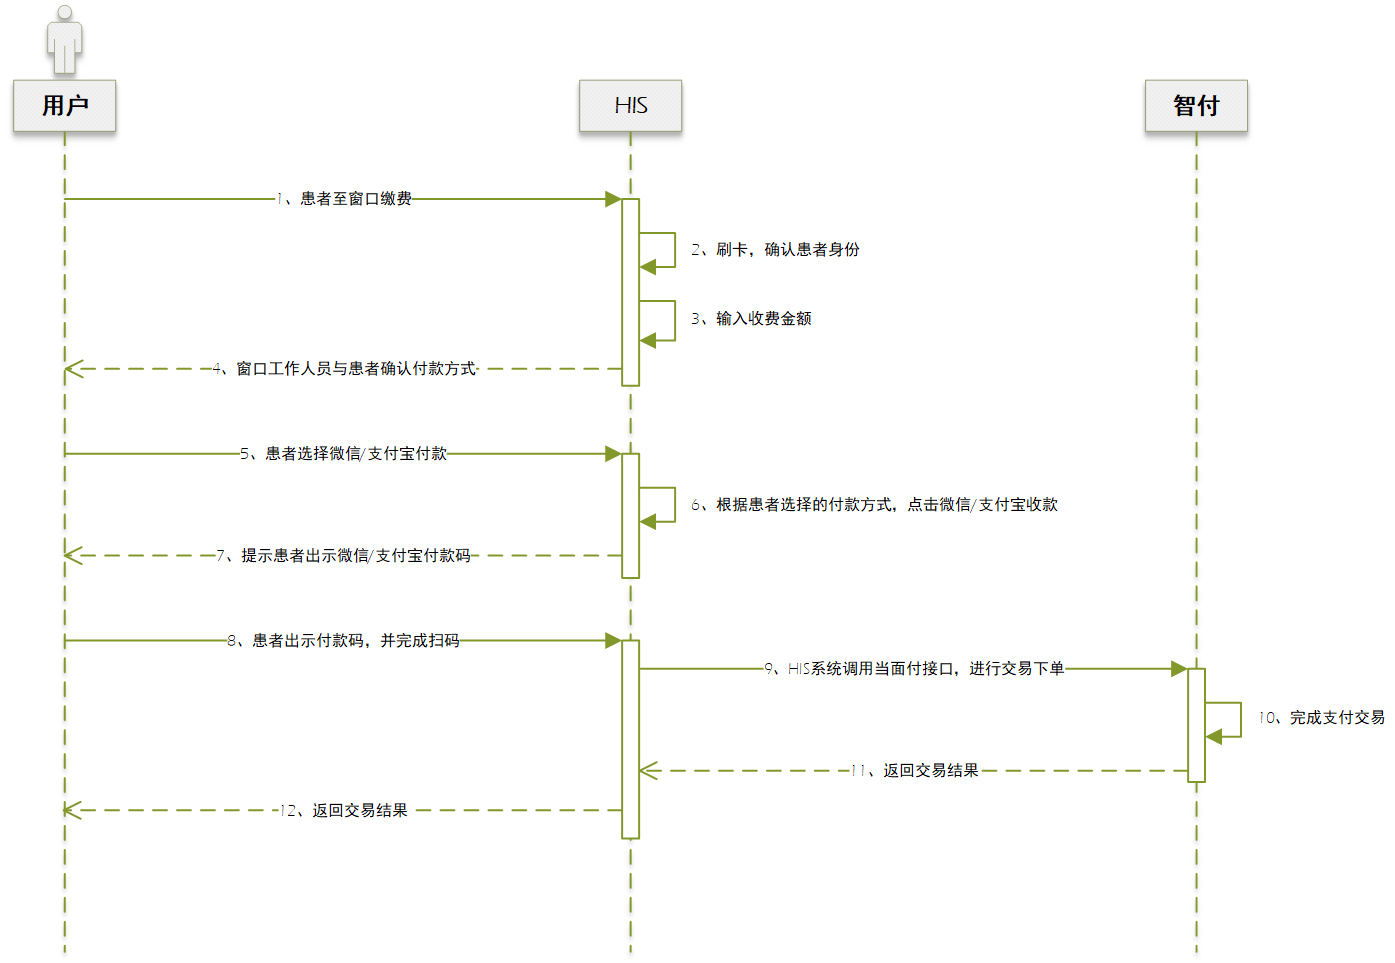 用户
HIS
智付
1、患者至窗口缴费
2、刷卡，确认患者身份
3、输入收费金额
4、窗口工作人员与患者确认付款方式
5、患者选择微信/支付宝付款
6、根据患者选择的付款方式，点击微信/支付宝收款
7、提示患者出示微信/支付宝付款码
8、患者出示付款码，并完成扫码
9、HIS系统调用当面付接口，进行交易下单
10、完成支付交易
11、返回交易结果
12、返回交易结果